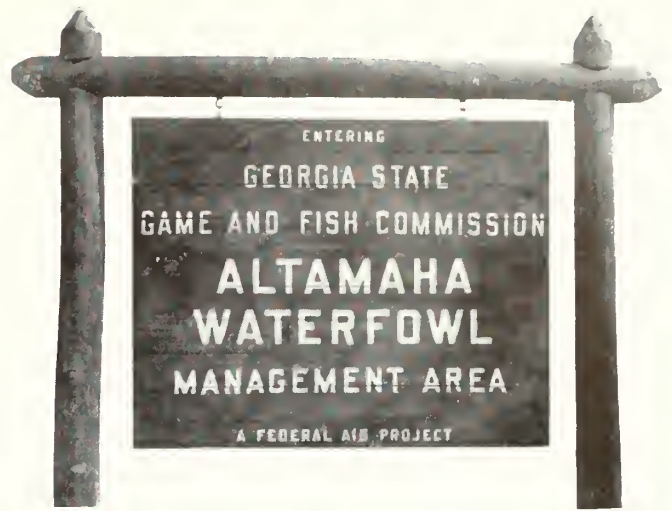 ENTERING
GEORGIA STATE
GAME AND FISH COMMISSION
ALTAMAHA
WATERFOWL
MANAGEMENT AREA
A FEDERAL AID PROJECT